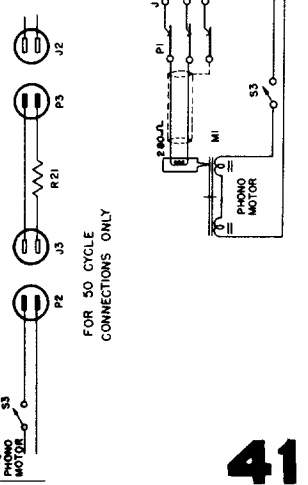 J2
P3
R21
J3
P2
S3
PHONO
MOTOR
FOR 50 CYCLE
CONNECTIONS ONLY
J
P1
280Ω
M1
PHONO
MOTOR
S3
41